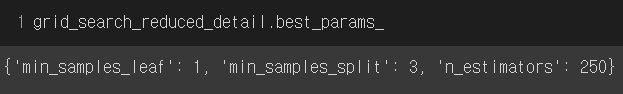 1 grid_search_reduced_detail.best_params_
{'min_samples_leaf': 1, 'min_samples_split': 3, 'n_estimators': 250}